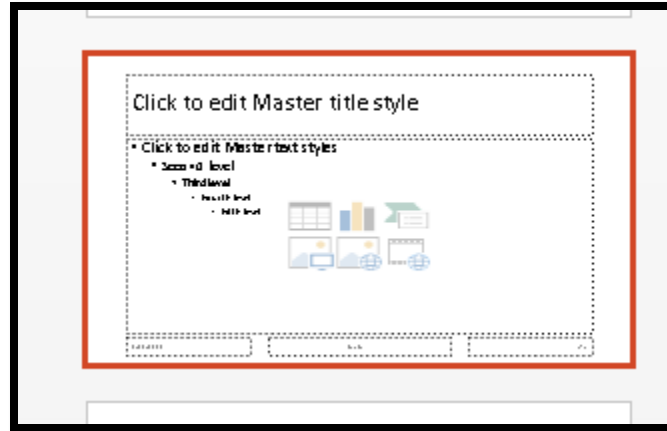 Click to edit Master title style
• Click to edit Master text styles
• Second level
• Third level
• Fourth level
• Fifth level